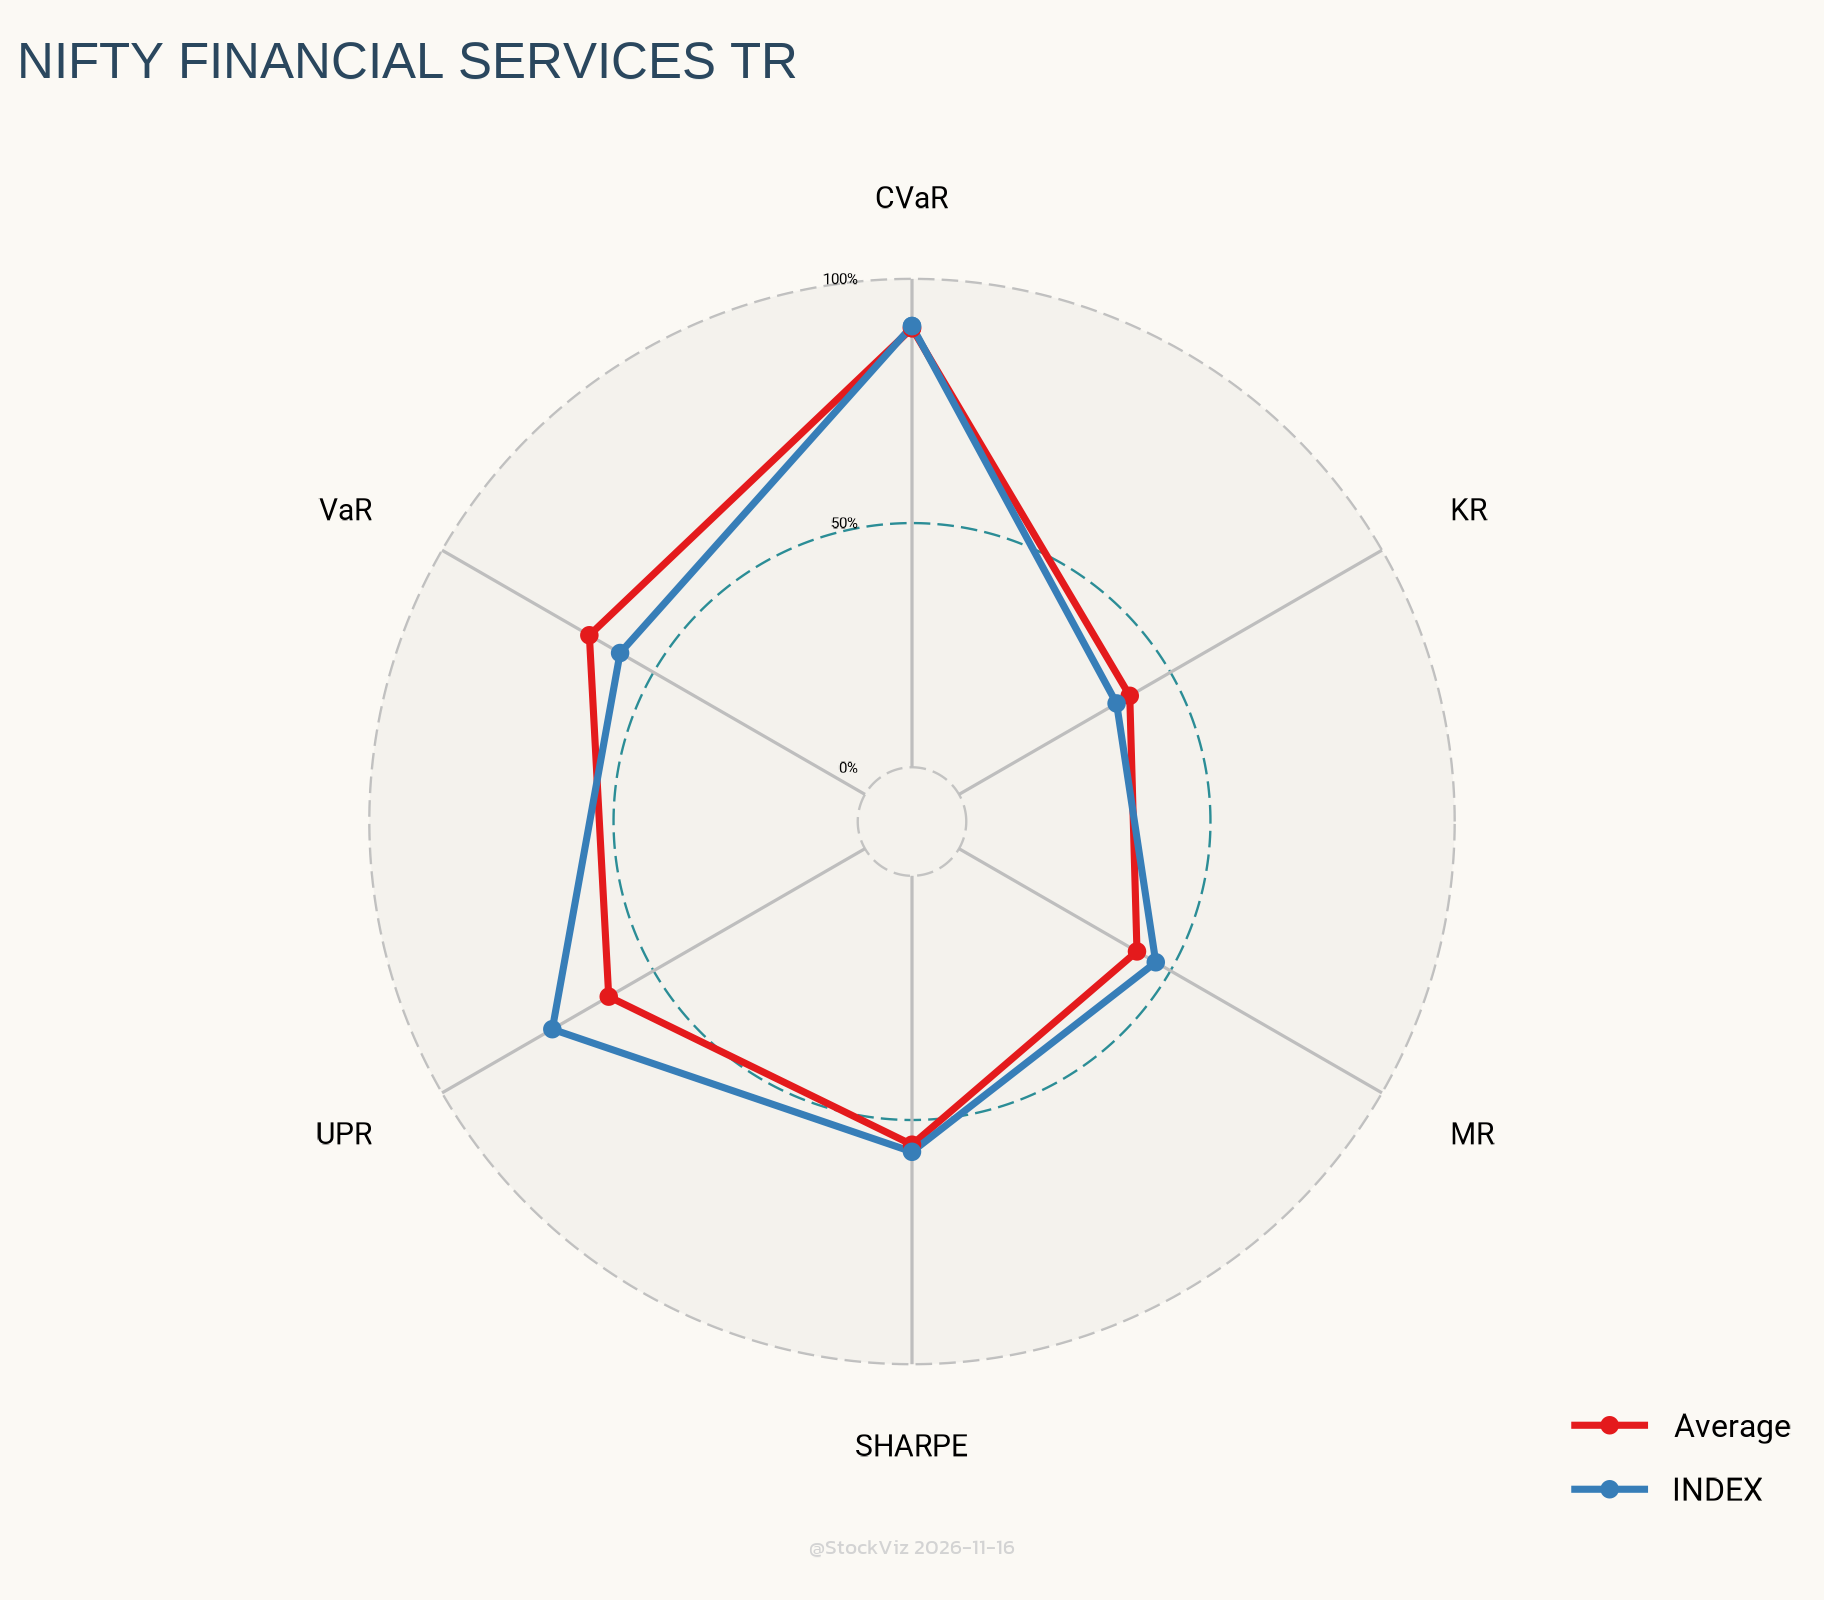 NIFTY FINANCIAL SERVICES TR
CVaR
100%
VaR
KR
50%
0%
UPR
MR
SHARPE
Average
INDEX
@StockViz 2026-11-16